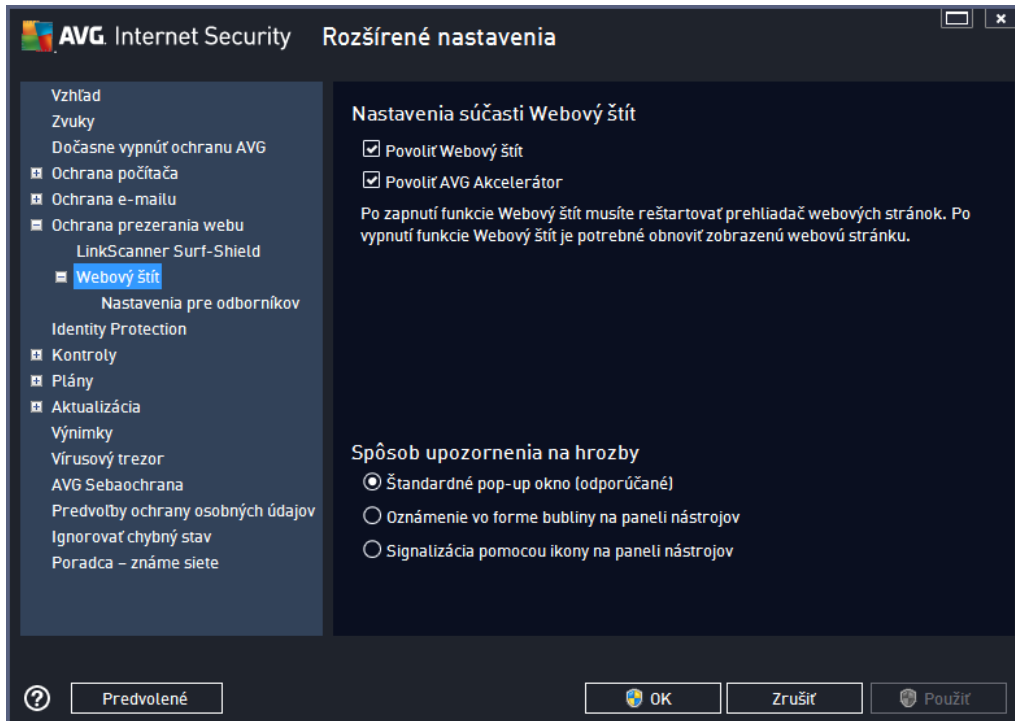 AVG. Internet Security Rozšírené nastavenia
Vzhľad
Zvuky
Dočasne vypnúť ochranu AVG
Ochrana počítača
Ochrana e-mailu
Ochrana prezerania webu
LinkScanner Surf-Shield
Webový štít
Nastavenia pre odborníkov
Identity Protection
Kontroly
Plány
Aktualizácia
Výnimky
Vírusový trezor
AVG Sebaochrana
Predvoľby ochrany osobných údajov
Ignorovať chybný stav
Poradca – známe siete
Nastavenia súčasti Webový štít
Povoliť Webový štít
Povoliť AVG Akcelerátor
Po zapnutí funkcie Webový štít musíte reštartovať prehliadač webových stránok. Po
vypnutí funkcie Webový štít je potrebné obnoviť zobrazenú webovú stránku.
Spôsob upozornenia na hrozby
Štandardné pop-up okno (odporúčané)
Oznámenie vo forme bubliny na paneli nástrojov
Signalizácia pomocou ikony na paneli nástrojov
Predvolené
OK
Zrušiť
Použiť